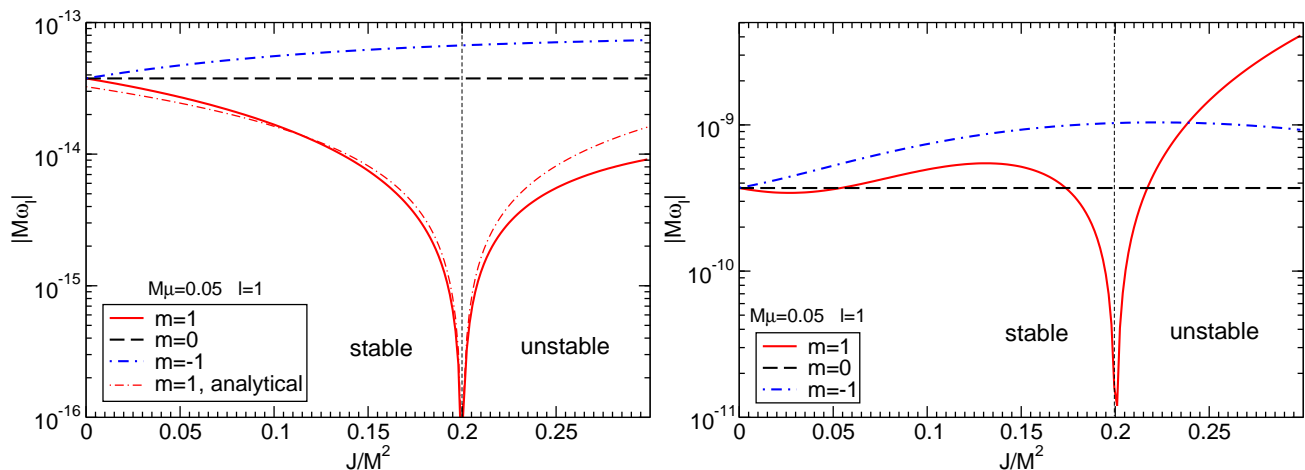 10^-13
10^-14
10^-15
10^-16
|Mω_I|
Mμ=0.05 l=1
m=1
m=0
m=-1
m=1, analytical
stable
unstable
0 0.05 0.1 0.15 0.2 0.25
J/M^2
10^-9
10^-10
10^-11
|Mω_I|
Mμ=0.05 l=1
m=1
m=0
m=-1
stable
unstable
0 0.05 0.1 0.15 0.2 0.25
J/M^2